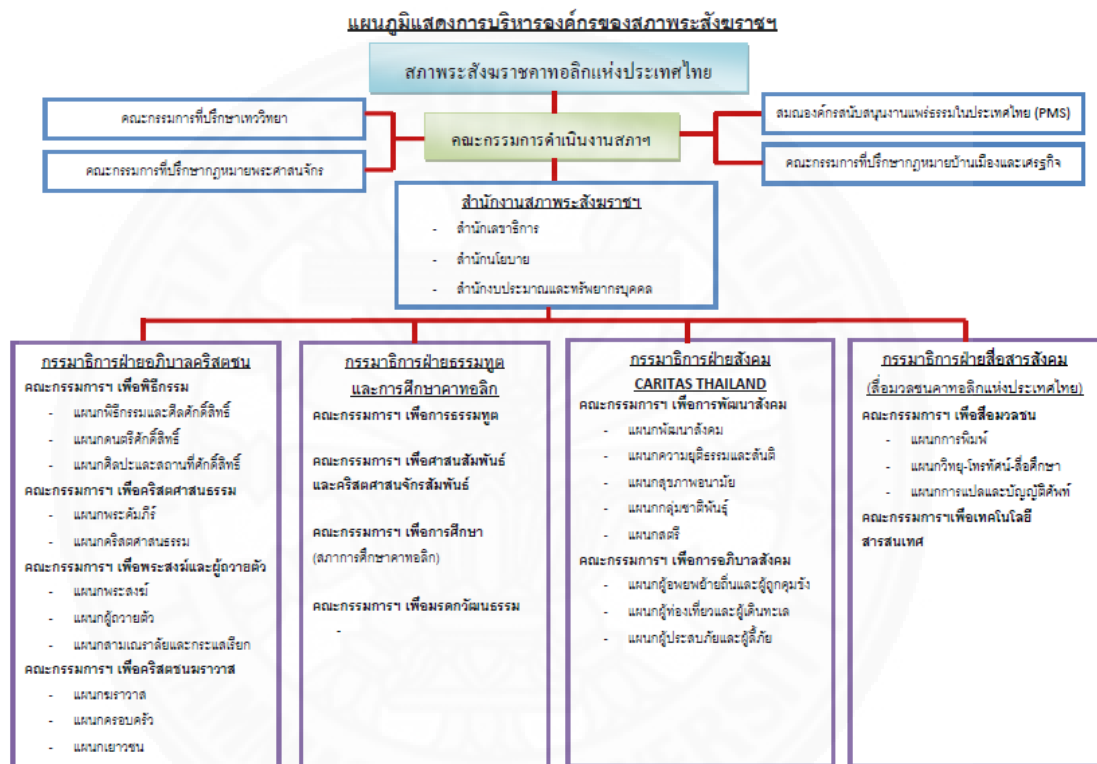 แผนภูมิแสดงการบริหารองค์กรของสภาพระสังฆราชฯ
สภาพระสังฆราชคาทอลิกแห่งประเทศไทย
คณะกรรมการที่ปรึกษาเทววิทยา
สมณองค์กรสนับสนุนงานแพร่ธรรมในประเทศไทย (PMS)
คณะกรรมการดำเนินงานสภาฯ
คณะกรรมการที่ปรึกษากฎหมายพระศาสนจักร
คณะกรรมการที่ปรึกษากฎหมายบ้านเมืองและเศรฐกิจ
สำนักงานสภาพระสังฆราชฯ
- สำนักเลขาธิการ
- สำนักนโยบาย
- สำนักงบประมาณและทรัพยากรบุคคล
กรรมาธิการฝ่ายอภิบาลคริสตชน
คณะกรรมการฯ เพื่อพิธีกรรม
- แผนกพิธีกรรมและศีลศักดิ์สิทธิ์
- แผนกดนตรีศักดิ์สิทธิ์
- แผนกศิลปะและสถานที่ศักดิ์สิทธิ์
คณะกรรมการฯ เพื่อคริสตศาสนธรรม
- แผนกพระคัมภีร์
- แผนกคริสตศาสนธรรม
คณะกรรมการฯ เพื่อพระสงฆ์และผู้ถวายตัว
- แผนกพระสงฆ์
- แผนกผู้ถวายตัว
- แผนกสามเณราลัยและกระแสเรียก
คณะกรรมการฯ เพื่อคริสตชนฆราวาส
- แผนกฆราวาส
- แผนกครอบครัว
- แผนกเยาวชน
กรรมาธิการฝ่ายธรรมทูต
และการศึกษาคาทอลิก
คณะกรรมการฯ เพื่อการธรรมทูต
คณะกรรมการฯ เพื่อศาสนสัมพันธ์
และคริสตศาสนจักรสัมพันธ์
คณะกรรมการฯ เพื่อการศึกษา
(สภาการศึกษาคาทอลิก)
คณะกรรมการฯ เพื่อมรดกวัฒนธรรม
-
กรรมาธิการฝ่ายสังคม
CARITAS THAILAND
คณะกรรมการฯ เพื่อการพัฒนาสังคม
- แผนกพัฒนาสังคม
- แผนกความยุติธรรมและสันติ
- แผนกสุขภาพอนามัย
- แผนกกลุ่มชาติพันธุ์
- แผนกสตรี
คณะกรรมการฯ เพื่อการอภิบาลสังคม
- แผนกผู้อพยพย้ายถิ่นและผู้ถูกคุมขัง
- แผนกผู้ท่องเที่ยวและผู้เดินทะเล
- แผนกผู้ประสบภัยและผู้ลี้ภัย
กรรมาธิการฝ่ายสื่อสารสังคม
(สื่อมวลชนคาทอลิกแห่งประเทศไทย)
คณะกรรมการฯ เพื่อสื่อมวลชน
- แผนกการพิมพ์
- แผนกวิทยุ-โทรทัศน์-สื่อศึกษา
- แผนกการแปลและบัญญัติศัพท์
คณะกรรมการฯเพื่อเทคโนโลยี
สารสนเทศ